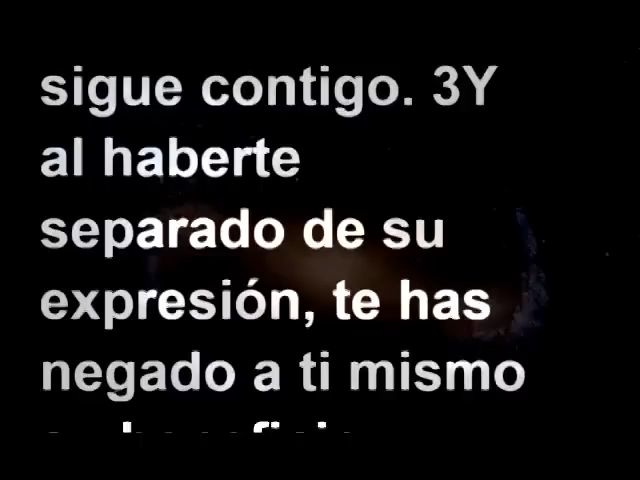 sigue contigo. 3Y
al haberte
separado de su
expresión, te has
negado a ti mismo